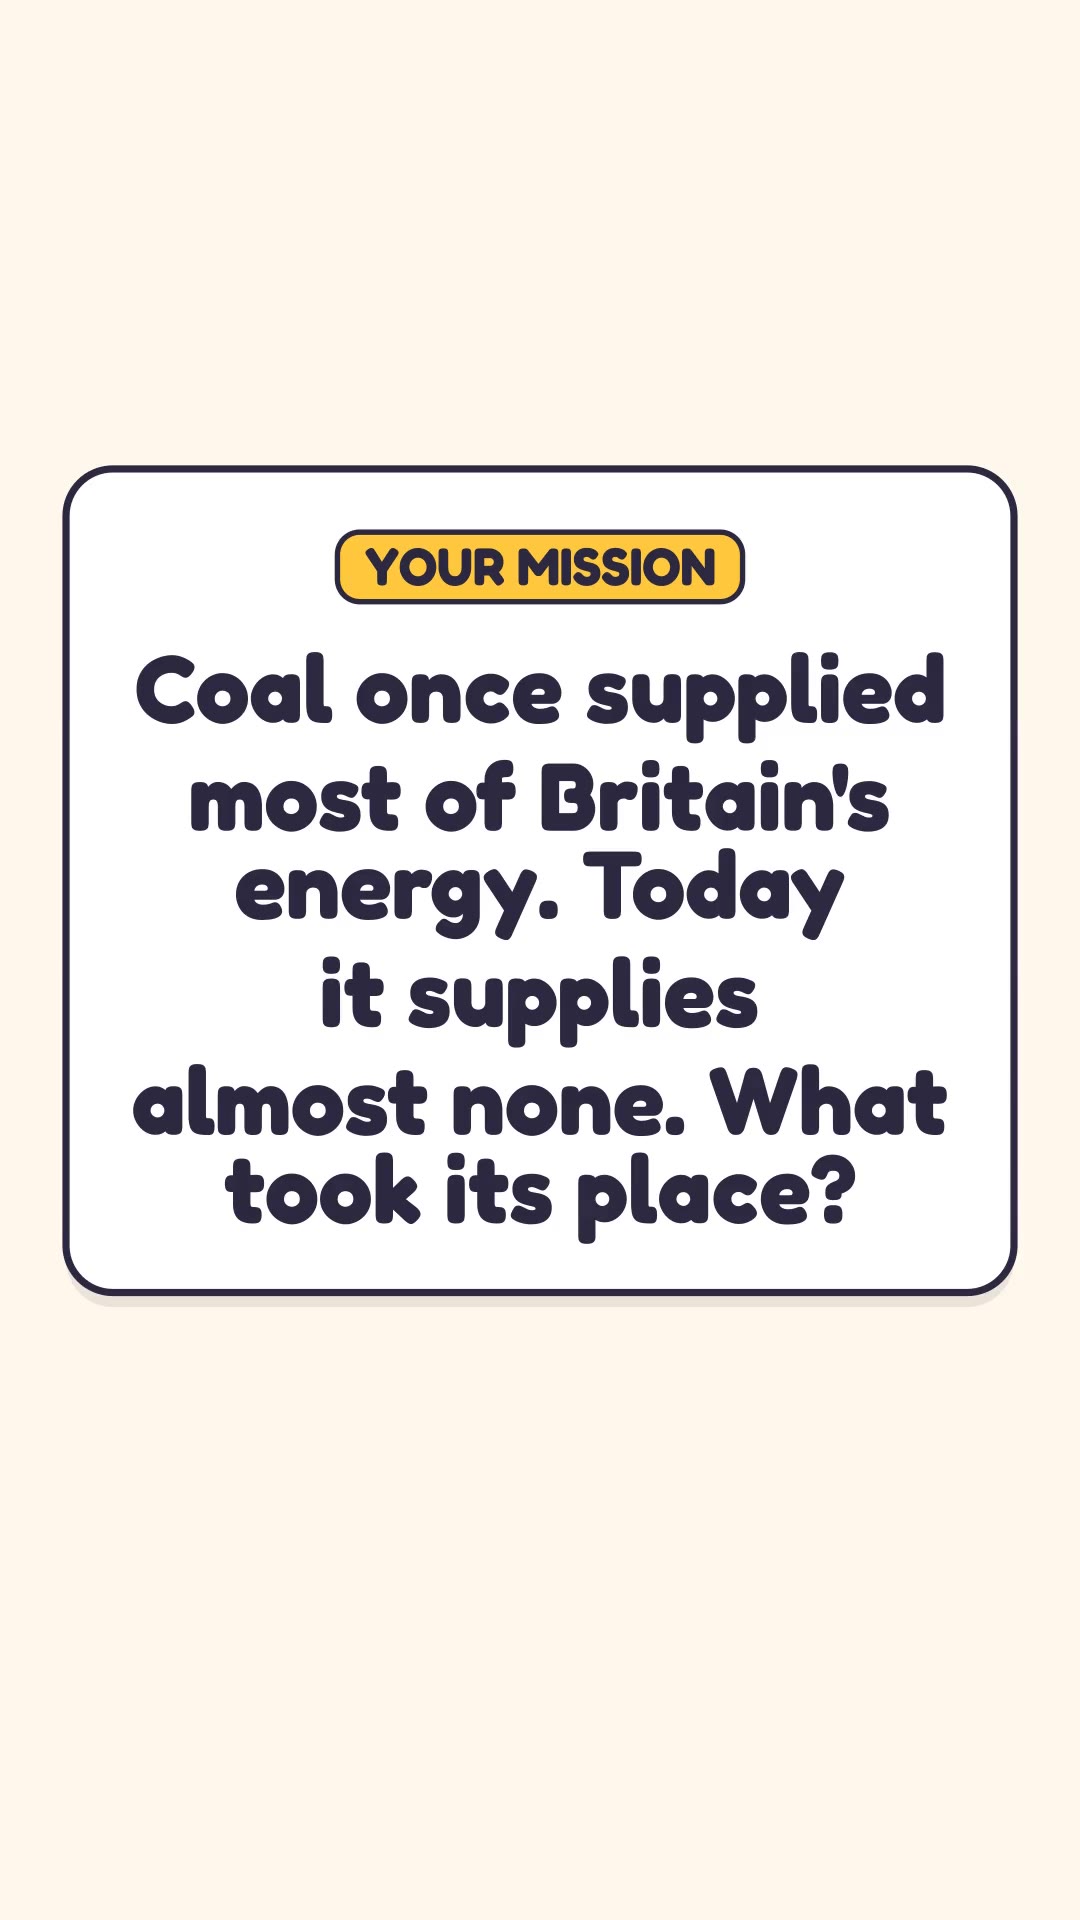 YOUR MISSION
Coal once supplied
most of Britain's
energy. Today
it supplies
almost none. What
took its place?